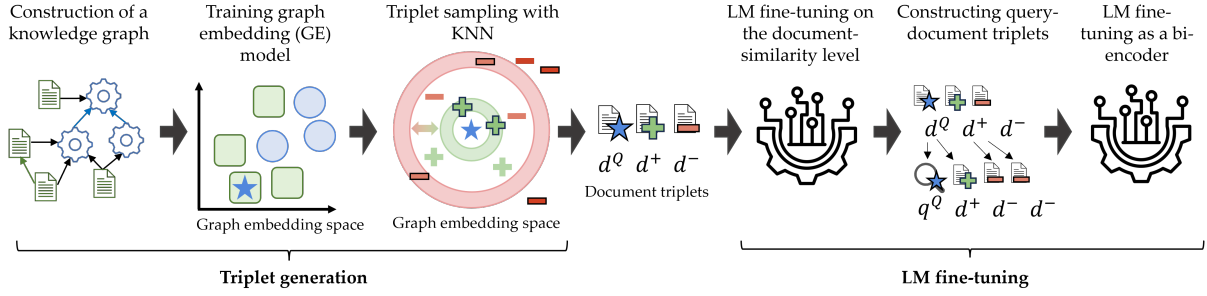 Construction of a
knowledge graph
Training graph
embedding (GE)
model
Graph embedding space
Triplet sampling with
KNN
Graph embedding space
d^Q d^+ d^−
Document triplets
LM fine-tuning on
the document-
similarity level
Constructing query-
document triplets
d^Q d^+ d^−
q^Q d^+ d^− d^−
LM fine-
tuning as a bi-
encoder
Triplet generation
LM fine-tuning